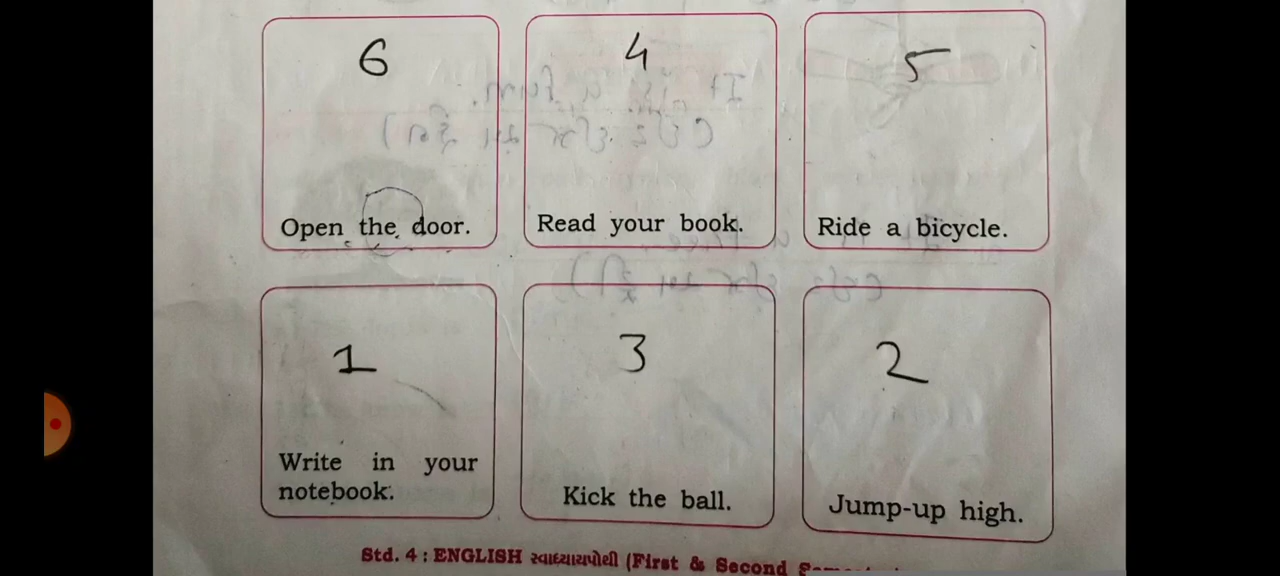 6
4
5
Open the door.
Read your book.
Ride a bicycle.
1
3
2
Write in your
notebook.
Kick the ball.
Jump-up high.
Std. 4 : ENGLISH સ્વાધ્યાયપોથી (First & Second